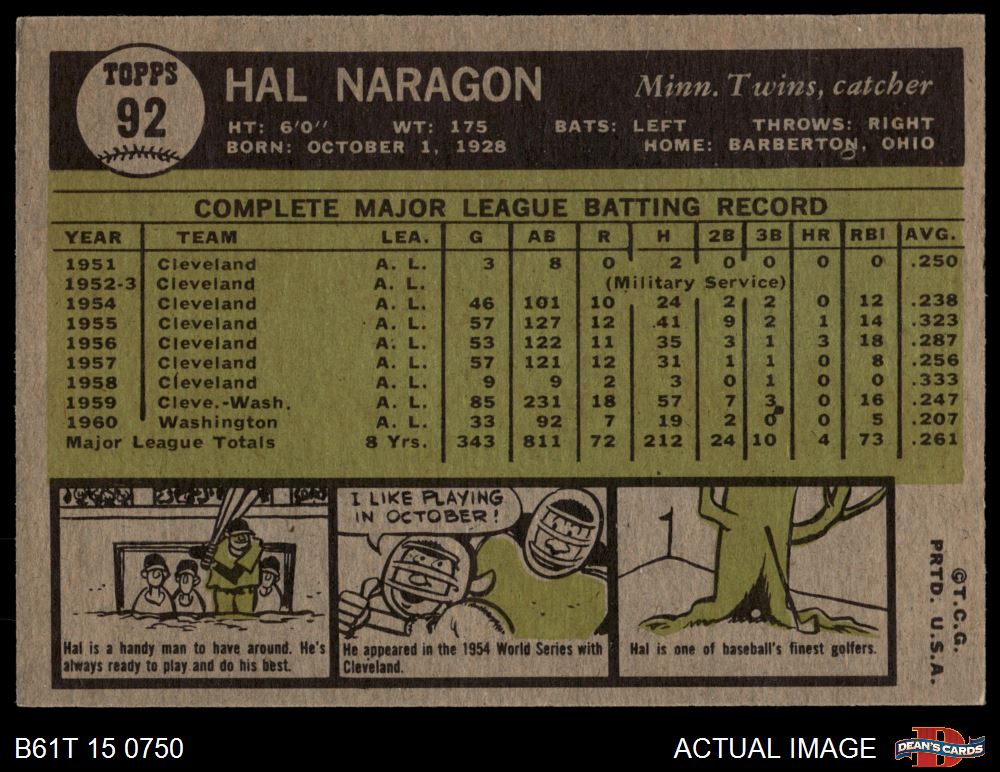 TOPPS
92
HAL NARAGON
Minn. Twins, catcher
HT: 6'0" WT: 175 BATS: LEFT THROWS: RIGHT
BORN: OCTOBER 1, 1928 HOME: BARBERTON, OHIO
COMPLETE MAJOR LEAGUE BATTING RECORD
YEAR TEAM LEA. G AB R H 2B 3B HR RBI AVG.
1951 Cleveland A. L. 3 8 0 2 0 0 0 0 .250
1952-3 Cleveland A. L. (Military Service)
1954 Cleveland A. L. 46 101 10 24 2 2 0 12 .238
1955 Cleveland A. L. 57 127 12 41 9 2 1 14 .323
1956 Cleveland A. L. 53 122 11 35 3 1 3 18 .287
1957 Cleveland A. L. 57 121 12 31 1 1 0 8 .256
1958 Cleveland A. L. 9 9 2 3 0 1 0 0 .333
1959 Cleve.-Wash. A. L. 85 231 18 57 7 3 0 16 .247
1960 Washington A. L. 33 92 7 19 2 0 0 5 .207
Major League Totals 8 Yrs. 343 811 72 212 24 10 4 73 .261
I LIKE PLAYING
IN OCTOBER!
1
Hal is a handy man to have around. He's
always ready to play and do his best.
He appeared in the 1954 World Series with
Cleveland.
Hal is one of baseball's finest golfers.
©T.C.G.
PRTD. U.S.A.
B61T 15 0750
ACTUAL IMAGE
D
DEAN'S CARDS